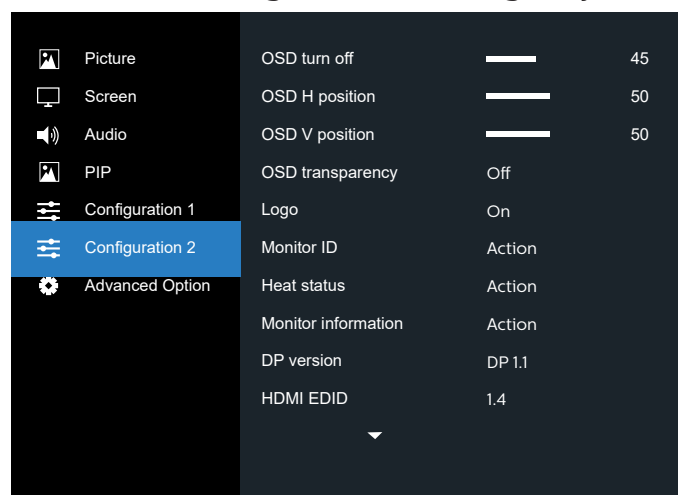 Picture
Screen
Audio
PIP
Configuration 1
Configuration 2
Advanced Option
OSD turn off 45
OSD H position 50
OSD V position 50
OSD transparency Off
Logo On
Monitor ID Action
Heat status Action
Monitor information Action
DP version DP 1.1
HDMI EDID 1.4